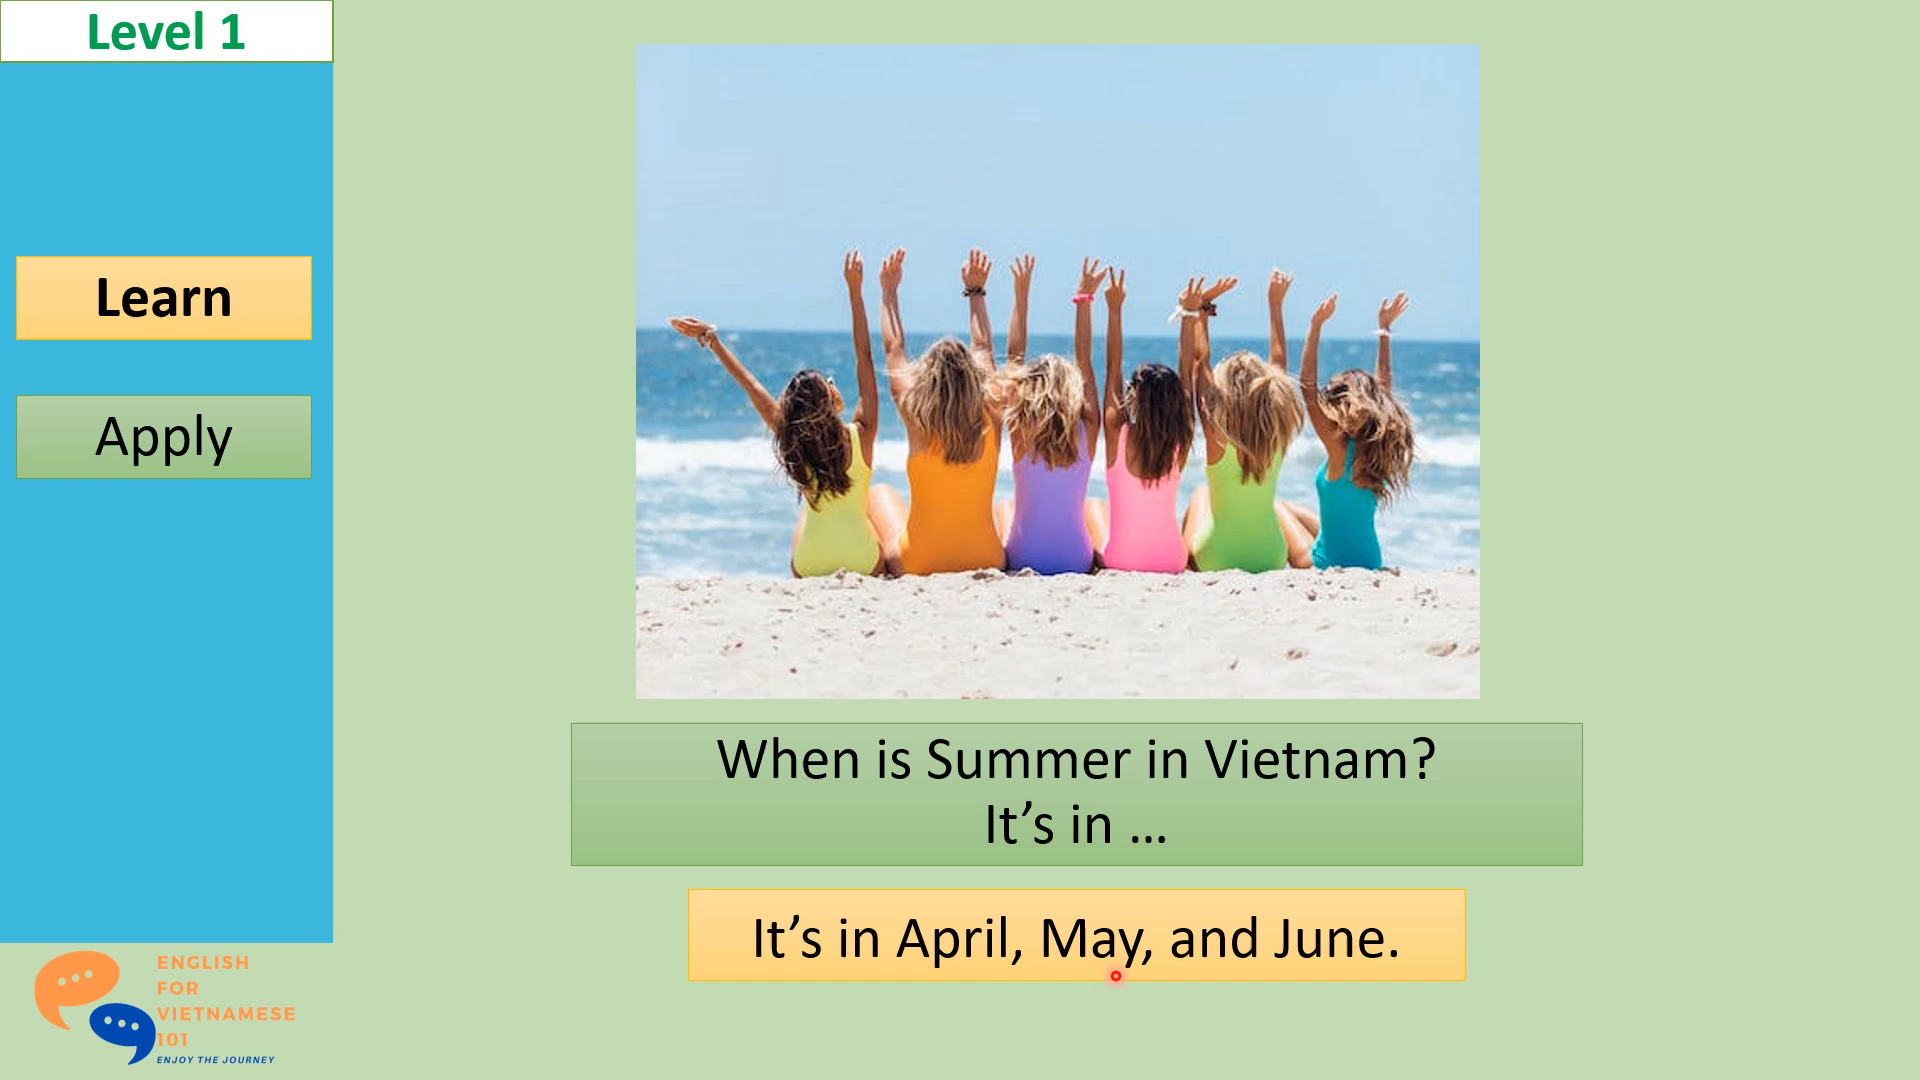 Level 1
Learn
Apply
When is Summer in Vietnam?
It’s in ...
It’s in April, May, and June.
ENGLISH
FOR
VIETNAMESE
101
ENJOY THE JOURNEY